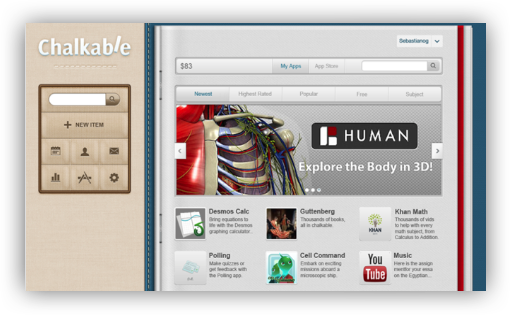 Chalkable
NEW ITEM
Sebastiansg
$83
My Apps
App Store
Newest
Highest Rated
Popular
Free
Subject
HUMAN
Explore the Body in 3D!
Desmos Calc
Bring equations to
life with the Desmos
graphing calculator.
Guttenberg
Thousands of books,
all in chalkable.
Khan Math
Thousands of vids
to help with every
math subject, from
Calculus to Addition.
KHAN
Polling
Make quizzes or
get feedback with
the Polling app.
Cell Command
Embark on exciting
missions aboard a
microscopic ship.
Music
Here is the assign
ment for your essa
on the Egyptian...
You
Tube